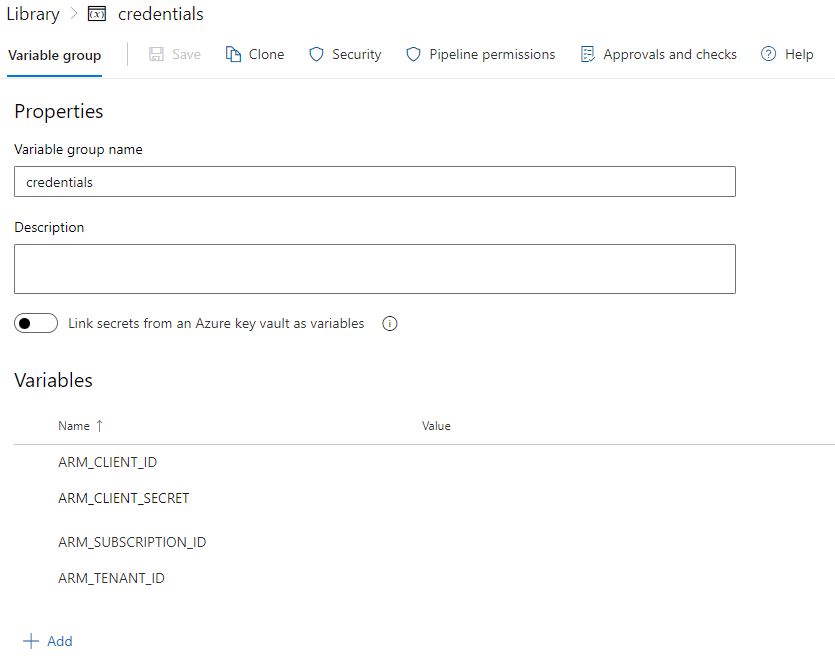 Library > (x) credentials
Variable group Save Clone Security Pipeline permissions Approvals and checks Help
Properties
Variable group name
credentials
Description
Link secrets from an Azure key vault as variables
Variables
Name ↑ Value
ARM_CLIENT_ID
ARM_CLIENT_SECRET
ARM_SUBSCRIPTION_ID
ARM_TENANT_ID
+ Add